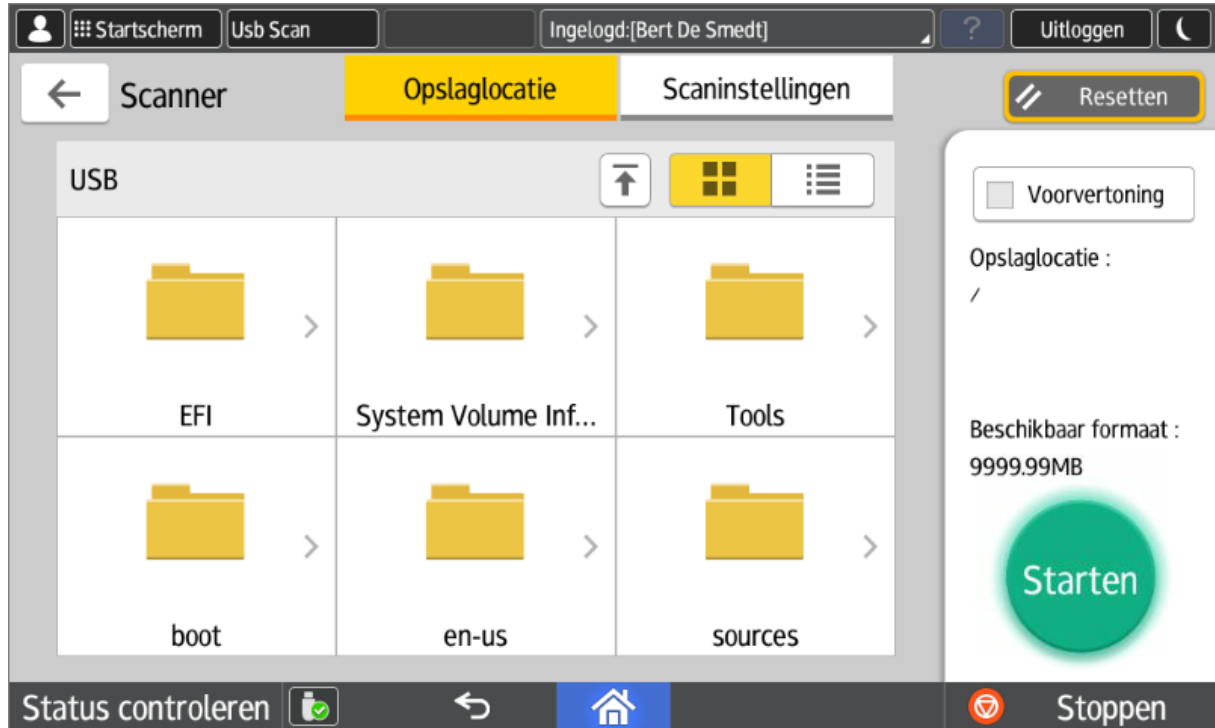 Startscherm
Usb Scan
Ingelogd:[Bert De Smedt]
?
Uitloggen
Scanner
Opslaglocatie
Scaninstellingen
Resetten
USB
Voorvertoning
Opslaglocatie :
/
EFI
System Volume Inf...
Tools
Beschikbaar formaat :
9999.99MB
Starten
boot
en-us
sources
Status controleren
Stoppen